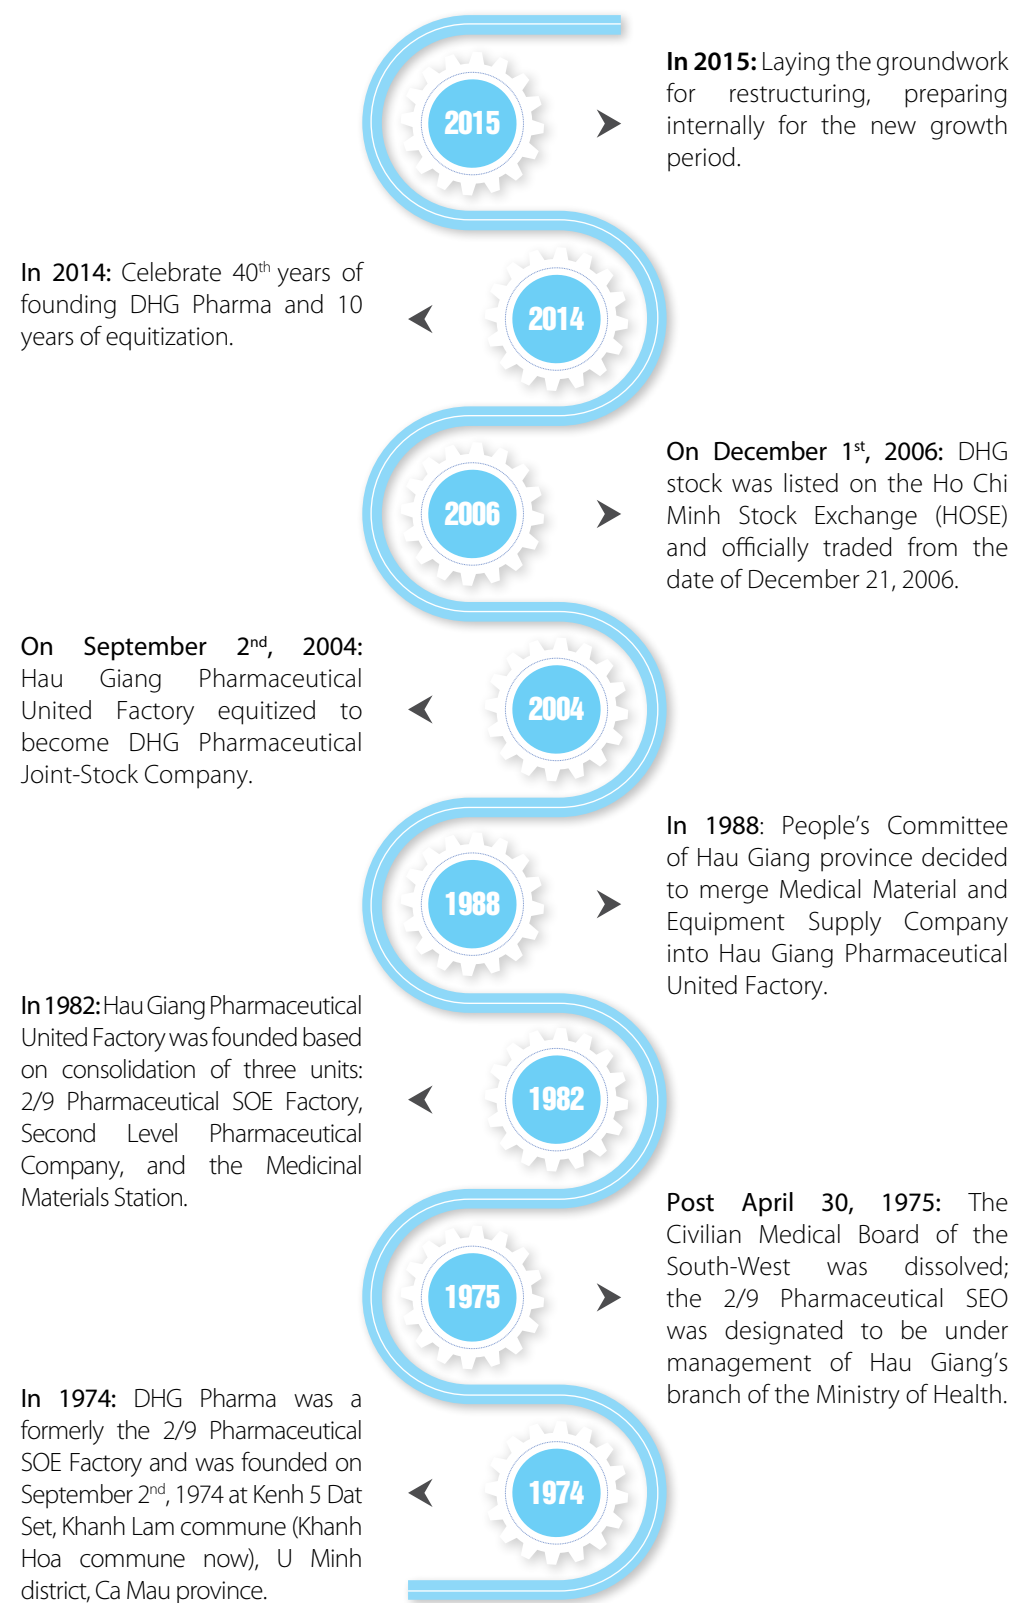 2015
In 2015: Laying the groundwork
for restructuring, preparing
internally for the new growth
period.
In 2014: Celebrate 40th years of
founding DHG Pharma and 10
years of equitization.
2014
2006
On December 1st, 2006: DHG
stock was listed on the Ho Chi
Minh Stock Exchange (HOSE)
and officially traded from the
date of December 21, 2006.
On September 2nd, 2004:
Hau Giang Pharmaceutical
United Factory equitized to
become DHG Pharmaceutical
Joint-Stock Company.
2004
1988
In 1988: People's Committee
of Hau Giang province decided
to merge Medical Material and
Equipment Supply Company
into Hau Giang Pharmaceutical
United Factory.
In 1982: Hau Giang Pharmaceutical
United Factory was founded based
on consolidation of three units:
2/9 Pharmaceutical SOE Factory,
Second Level Pharmaceutical
Company, and the Medicinal
Materials Station.
1982
1975
Post April 30, 1975: The
Civilian Medical Board of the
South-West was dissolved;
the 2/9 Pharmaceutical SEO
was designated to be under
management of Hau Giang's
branch of the Ministry of Health.
In 1974: DHG Pharma was a
formerly the 2/9 Pharmaceutical
SOE Factory and was founded on
September 2nd, 1974 at Kenh 5 Dat
Set, Khanh Lam commune (Khanh
Hoa commune now), U Minh
district, Ca Mau province.
1974